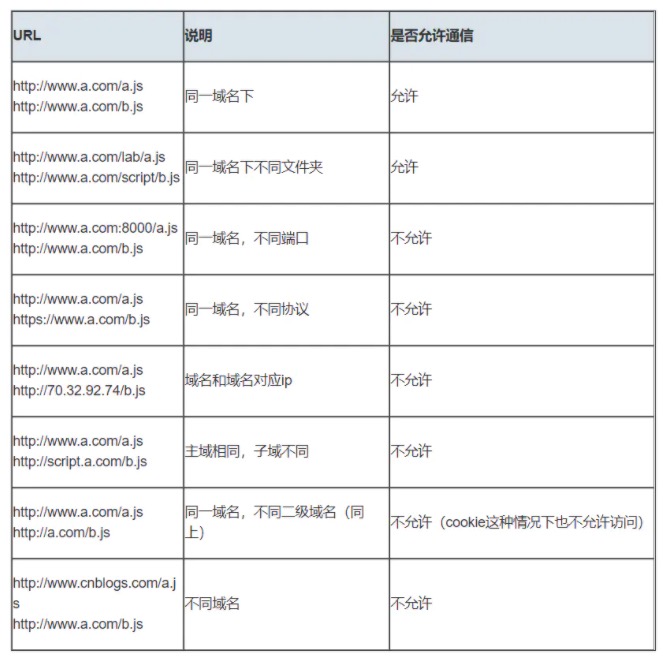 URL
说明
是否允许通信
http://www.a.com/a.js
http://www.a.com/b.js
同一域名下
允许
http://www.a.com/lab/a.js
http://www.a.com/script/b.js
同一域名下不同文件夹
允许
http://www.a.com:8000/a.js
http://www.a.com/b.js
同一域名，不同端口
不允许
http://www.a.com/a.js
https://www.a.com/b.js
同一域名，不同协议
不允许
http://www.a.com/a.js
http://70.32.92.74/b.js
域名和域名对应ip
不允许
http://www.a.com/a.js
http://script.a.com/b.js
主域相同，子域不同
不允许
http://www.a.com/a.js
http://a.com/b.js
同一域名，不同二级域名（同
上）
不允许（cookie这种情况下也不允许访问）
http://www.cnblogs.com/a.j
s
http://www.a.com/b.js
不同域名
不允许